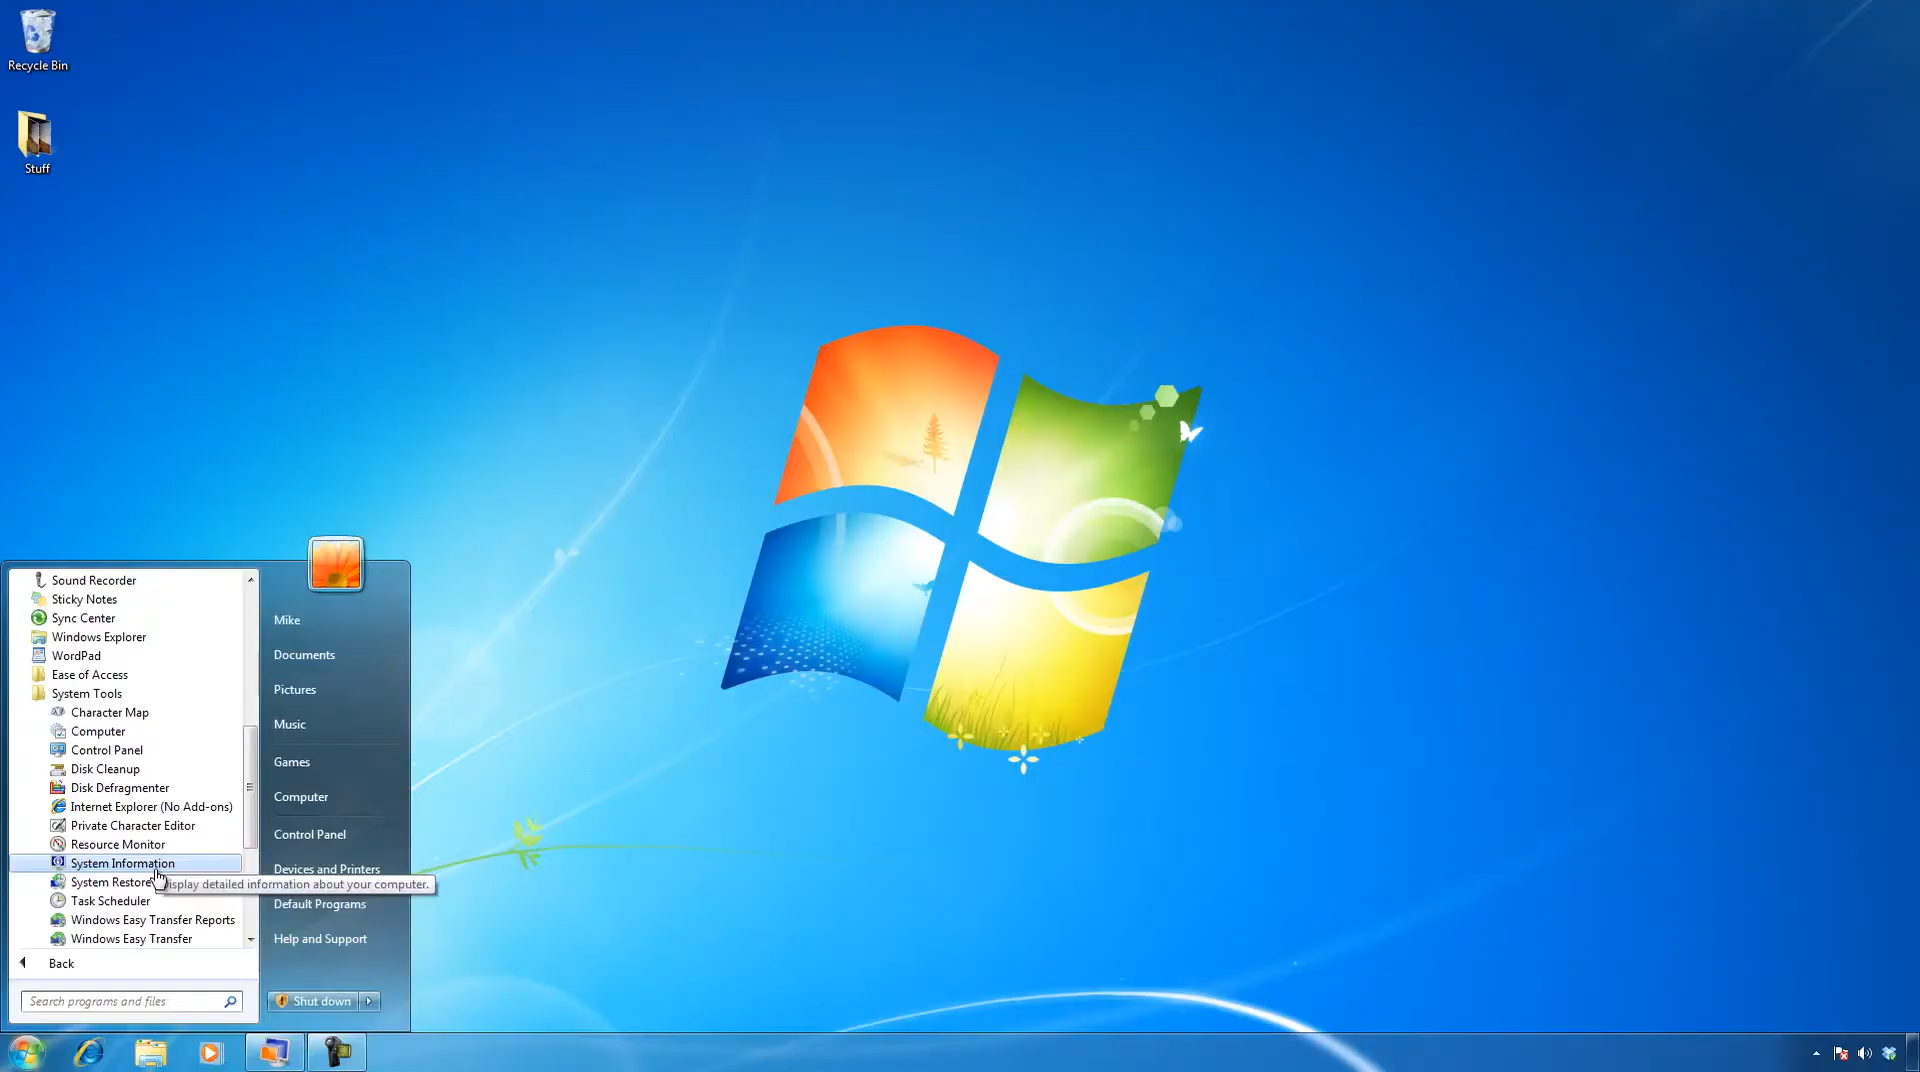 Recycle Bin
Stuff
Sound Recorder
Sticky Notes
Sync Center
Windows Explorer
WordPad
Ease of Access
System Tools
Character Map
Computer
Control Panel
Disk Cleanup
Disk Defragmenter
Internet Explorer (No Add-ons)
Private Character Editor
Resource Monitor
System Information
System Restore
isplay detailed information about your computer.
Task Scheduler
Windows Easy Transfer Reports
Windows Easy Transfer
Back
Search programs and files
Mike
Documents
Pictures
Music
Games
Computer
Control Panel
Devices and Printers
Default Programs
Help and Support
Shut down